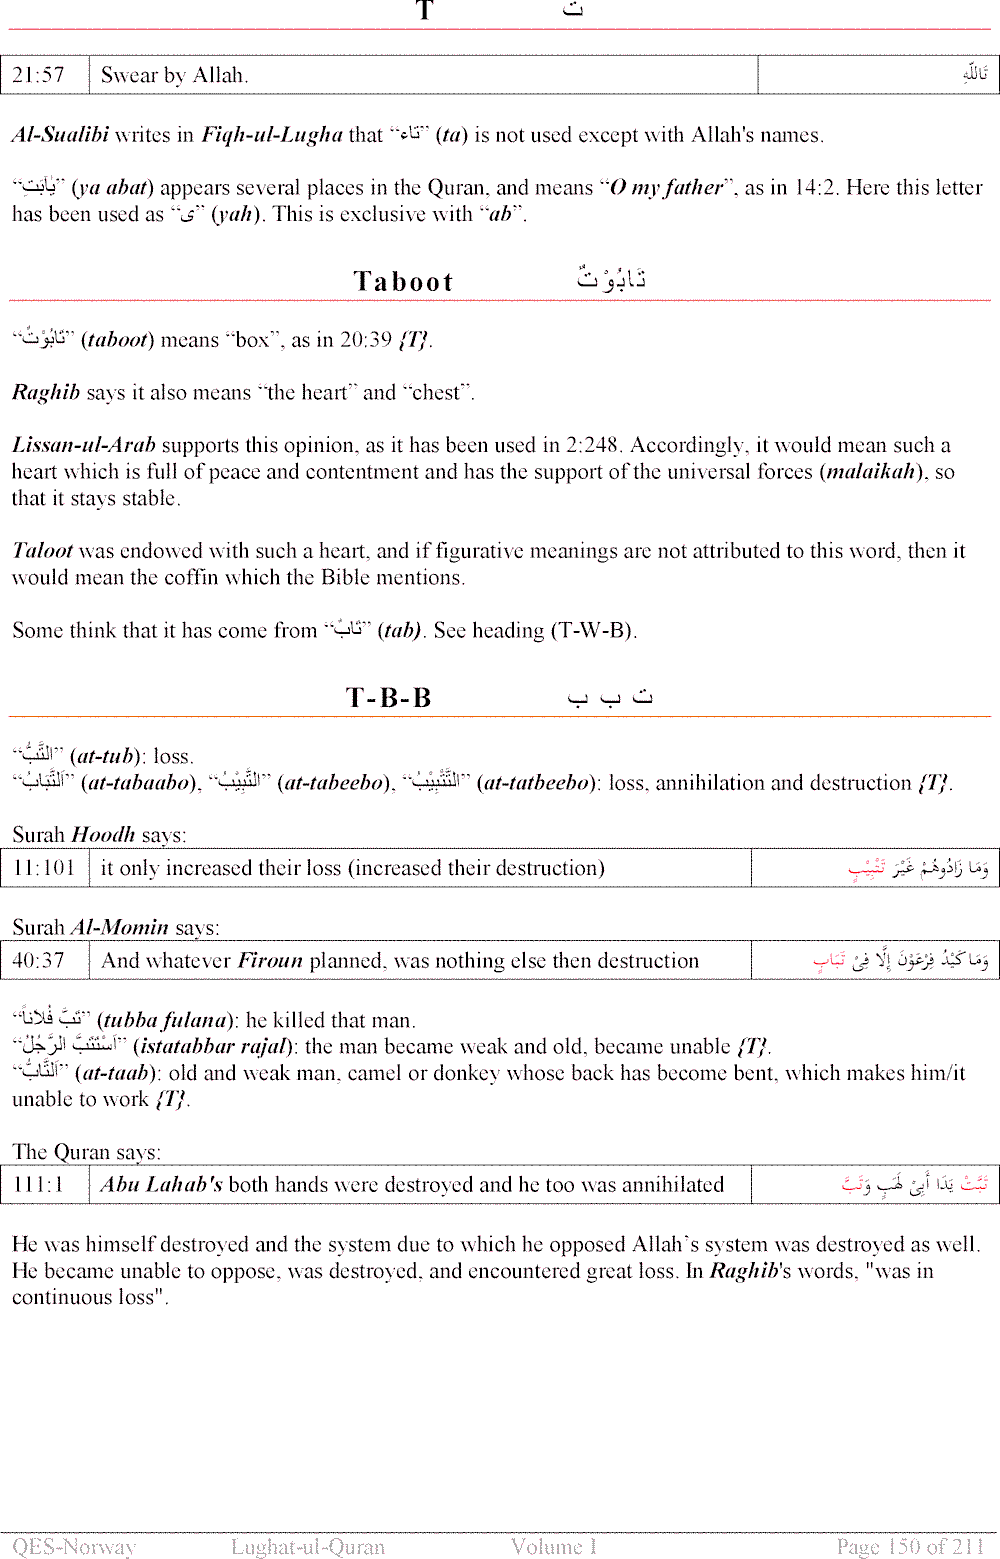 T ت
21:57 Swear by Allah. تَاللّٰهِ
Al-Sualibi writes in Fiqh-ul-Lugha that “تَاء” (ta) is not used except with Allah's names.
“يٰاَبَتِ” (ya abat) appears several places in the Quran, and means “O my father”, as in 14:2. Here this letter
has been used as “ى” (yah). This is exclusive with “ab”.
Taboot تَابُوْتٌ
“تَابُوْتٌ” (taboot) means “box”, as in 20:39 {T}.
Raghib says it also means “the heart” and “chest”.
Lissan-ul-Arab supports this opinion, as it has been used in 2:248. Accordingly, it would mean such a
heart which is full of peace and contentment and has the support of the universal forces (malaikah), so
that it stays stable.
Taloot was endowed with such a heart, and if figurative meanings are not attributed to this word, then it
would mean the coffin which the Bible mentions.
Some think that it has come from “تَابٌ” (tab). See heading (T-W-B).
T-B-B ت ب ب
“التَّبُّ” (at-tub): loss.
“اَلتَّبَابُ” (at-tabaabo), “التَّبِيْبُ” (at-tabeebo), “التَّتْبِيْبُ” (at-tatbeebo): loss, annihilation and destruction {T}.
Surah Hoodh says:
11:101 it only increased their loss (increased their destruction) وَمَا زَادُوهُمْ غَيْرَ تَتْبِيْبٍ
Surah Al-Momin says:
40:37 And whatever Firoun planned, was nothing else then destruction وَمَا كَيْدُ فِرْعَوْنَ إِلَّا فِىْ تَبَابٍ
“تَبَّ فُلَاناً” (tubba fulana): he killed that man.
“اَسْتَتَبَّ الرَّجُلُ” (istatabbar rajal): the man became weak and old, became unable {T}.
“اَلتَّابُّ” (at-taab): old and weak man, camel or donkey whose back has become bent, which makes him/it
unable to work {T}.
The Quran says:
111:1 Abu Lahab's both hands were destroyed and he too was annihilated تَبَّتْ يَدَا أَبِىْ لَهَبٍ وَتَبَّ
He was himself destroyed and the system due to which he opposed Allah’s system was destroyed as well.
He became unable to oppose, was destroyed, and encountered great loss. In Raghib's words, "was in
continuous loss".
QES-Norway Lughat-ul-Quran Volume I Page 150 of 211